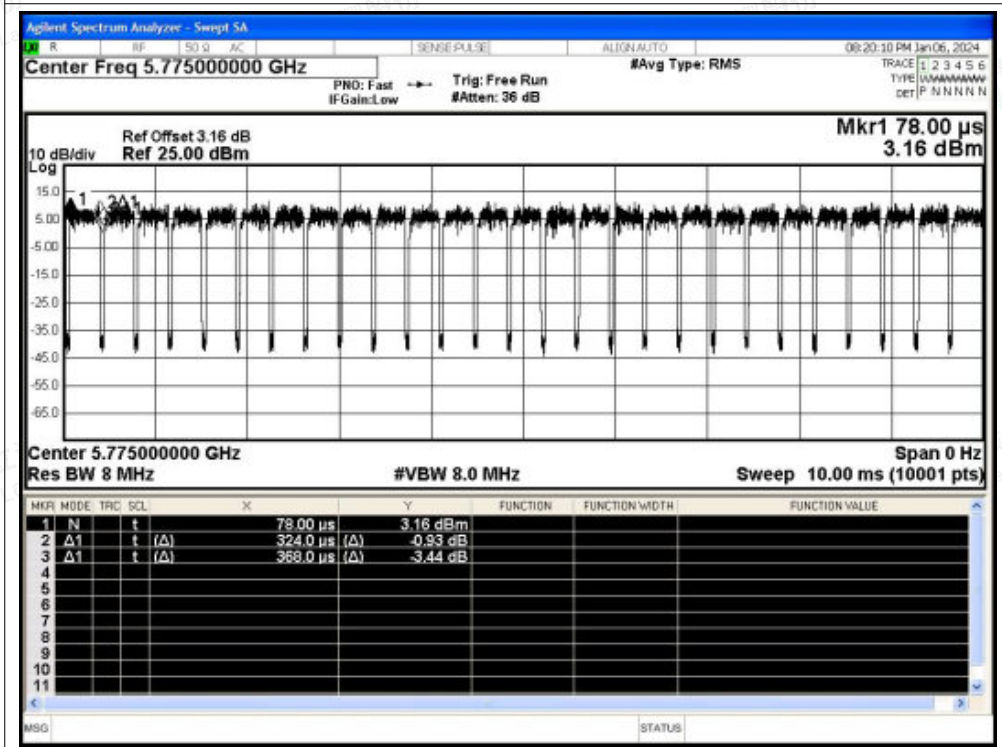 Agilent Spectrum Analyzer - Swept SA
LXI R RF 50 Ω AC SENSE:PULSE ALIGNAUTO 08:20:10 PM Jan 06, 2024
Center Freq 5.775000000 GHz
PNO: Fast
IFGain:Low
Trig: Free Run
#Atten: 36 dB
#Avg Type: RMS
TRACE 1 2 3 4 5 6
TYPE
DET P N N N N N
Ref Offset 3.16 dB
10 dB/div Ref 25.00 dBm
Log
Mkr1 78.00 µs
3.16 dBm
15.0
1 3Δ1
5.00
-5.00
-15.0
-25.0
-35.0
-45.0
-55.0
-65.0
Center 5.775000000 GHz Span 0 Hz
Res BW 8 MHz #VBW 8.0 MHz Sweep 10.00 ms (10001 pts)
MKR MODE TRC SCL X Y FUNCTION FUNCTION WIDTH FUNCTION VALUE
1 N t 78.00 µs 3.16 dBm
2 Δ1 t (Δ) 324.0 µs (Δ) -0.93 dB
3 Δ1 t (Δ) 368.0 µs (Δ) -3.44 dB
4
5
6
7
8
9
10
11
MSG STATUS